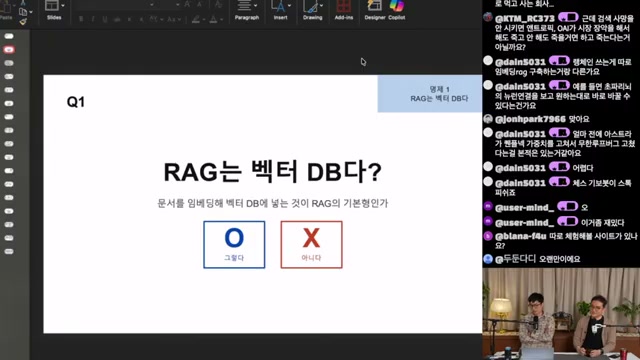 Slides
Paragraph
Insert
Drawing
Add-ins
Designer
Copilot
Q1
명제 1
RAG는 벡터 DB다
RAG는 벡터 DB다?
문서를 임베딩해 벡터 DB에 넣는 것이 RAG의 기본형인가
O
그렇다
X
아니다
로 먹고 사는 회사...
@KTM_RC373 근데 검색 사망을
안 시키면 앤트로픽, OAI가 시장 장악을 해서
해도 죽고 안 해도 죽을거면 하고 죽는다는거
아닐까요?
@dain5031 랭체인 쓰는게 따로
임베딩rag 구축하는거랑 다른가요
@dain5031 예를 들면 초파리뇌
의 뉴런연결을 보고 원하는대로 바로 바꿀 수
있다는건가요
@jonhpark7966 맞아요
@dain5031 얼마 전에 아스트라
가 퀜플넥 가중치를 고쳐서 무한루프버그 고쳤
다는걸 본적은 있는거같아요
@dain5031 어렵다
@dain5031 체스 기보봇이 스톡
피쉬죠
@user-mind_ 오
@user-mind_ 이거좀 재밌다
@blana-f4u 따로 체험해볼 사이트가 있나
요?
@두둔다디 오랜만이에요